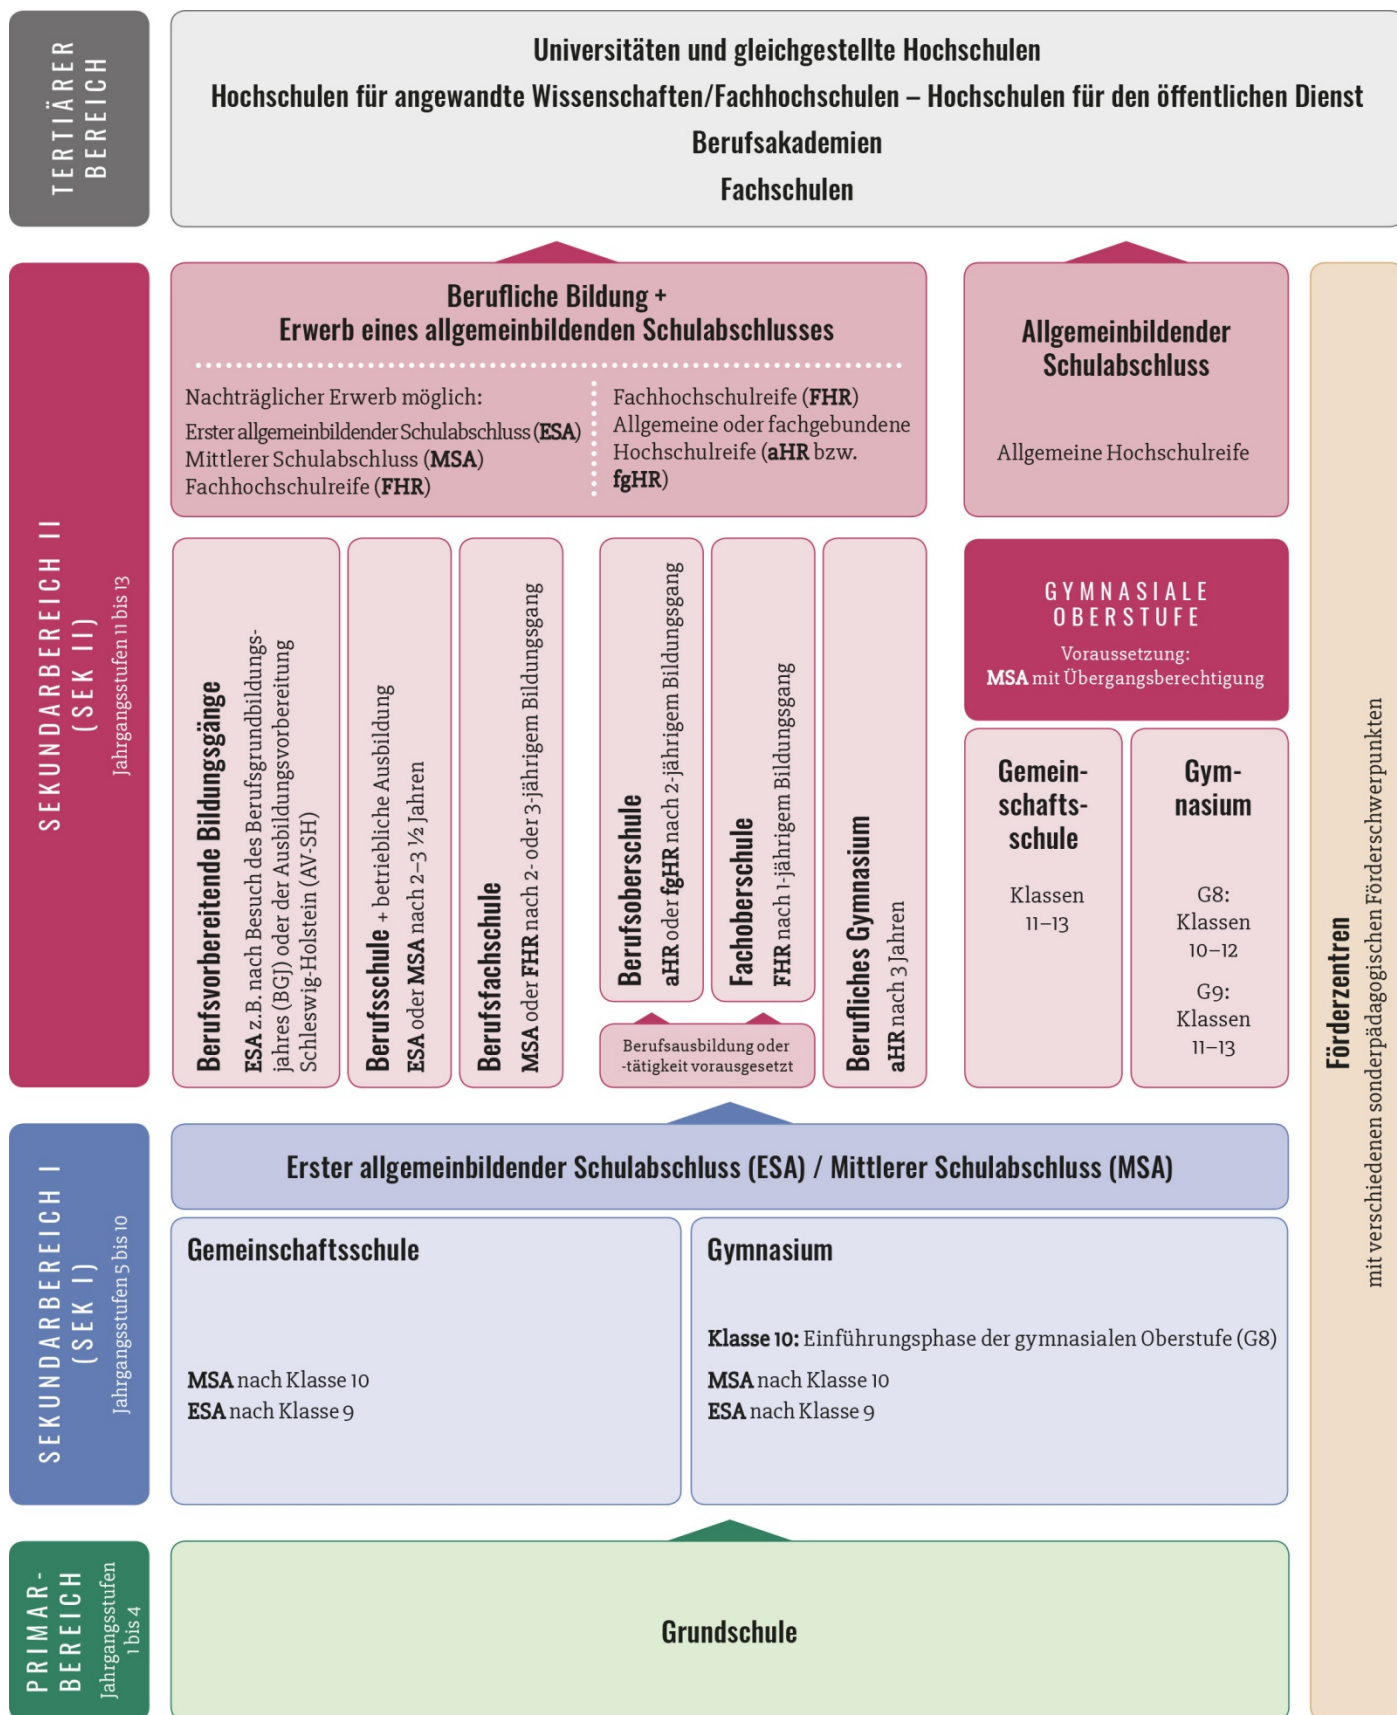 TERTIÄRER
BEREICH
Universitäten und gleichgestellte Hochschulen
Hochschulen für angewandte Wissenschaften/Fachhochschulen – Hochschulen für den öffentlichen Dienst
Berufsakademien
Fachschulen
SEKUNDARBEREICH II
(SEK II)
Jahrgangsstufen 11 bis 13
Berufliche Bildung +
Erwerb eines allgemeinbildenden Schulabschlusses
Nachträglicher Erwerb möglich:
Erster allgemeinbildender Schulabschluss (ESA)
Mittlerer Schulabschluss (MSA)
Fachhochschulreife (FHR)
Fachhochschulreife (FHR)
Allgemeine oder fachgebundene
Hochschulreife (aHR bzw.
fgHR)
Allgemeinbildender
Schulabschluss
Allgemeine Hochschulreife
Berufsvorbereitende Bildungsgänge
ESA z.B. nach Besuch des Berufsgrundbildungs-
jahres (BGJ) oder der Ausbildungsvorbereitung
Schleswig-Holstein (AV-SH)
Berufsschule + betriebliche Ausbildung
ESA oder MSA nach 2–3 ½ Jahren
Berufsfachschule
MSA oder FHR nach 2- oder 3-jährigem Bildungsgang
Berufsoberschule
aHR oder fgHR nach 2-jährigem Bildungsgang
Fachoberschule
FHR nach 1-jährigem Bildungsgang
Berufsausbildung oder
-tätigkeit vorausgesetzt
Berufliches Gymnasium
aHR nach 3 Jahren
GYMNASIALE
OBERSTUFE
Voraussetzung:
MSA mit Übergangsberechtigung
Gemein-
schafts-
schule
Klassen
11–13
Gym-
nasium
G8:
Klassen
10–12
G9:
Klassen
11–13
Förderzentren
mit verschiedenen sonderpädagogischen Förderschwerpunkten
SEKUNDARBEREICH I
(SEK I)
Jahrgangsstufen 5 bis 10
Erster allgemeinbildender Schulabschluss (ESA) / Mittlerer Schulabschluss (MSA)
Gemeinschaftsschule
MSA nach Klasse 10
ESA nach Klasse 9
Gymnasium
Klasse 10: Einführungsphase der gymnasialen Oberstufe (G8)
MSA nach Klasse 10
ESA nach Klasse 9
PRIMAR-
BEREICH
Jahrgangsstufen
1 bis 4
Grundschule